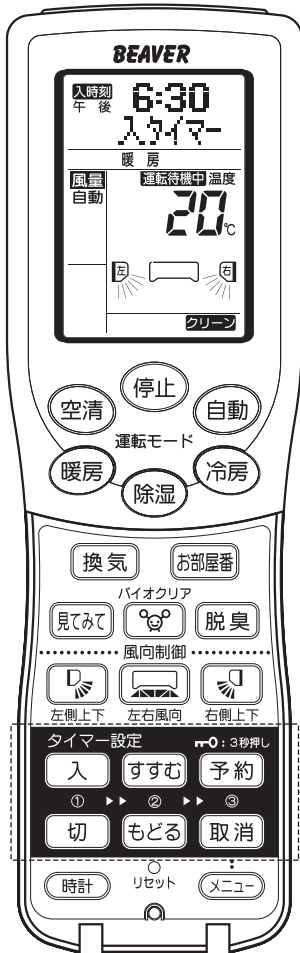 BEAVER
入時刻
午後 6:30
入タイマー
暖房
風量 運転待機中 温度
自動 20℃
左 右
クリーン
停止
空清 自動
運転モード
暖房 冷房
除湿
換気 お部屋番
バイオクリア
見てみて 脱臭
風向制御
左側上下 左右風向 右側上下
タイマー設定 :3秒押し
入 すすむ 予約
① ▶▶ ② ▶▶ ③
切 もどる 取消
時計 リセット メニュー